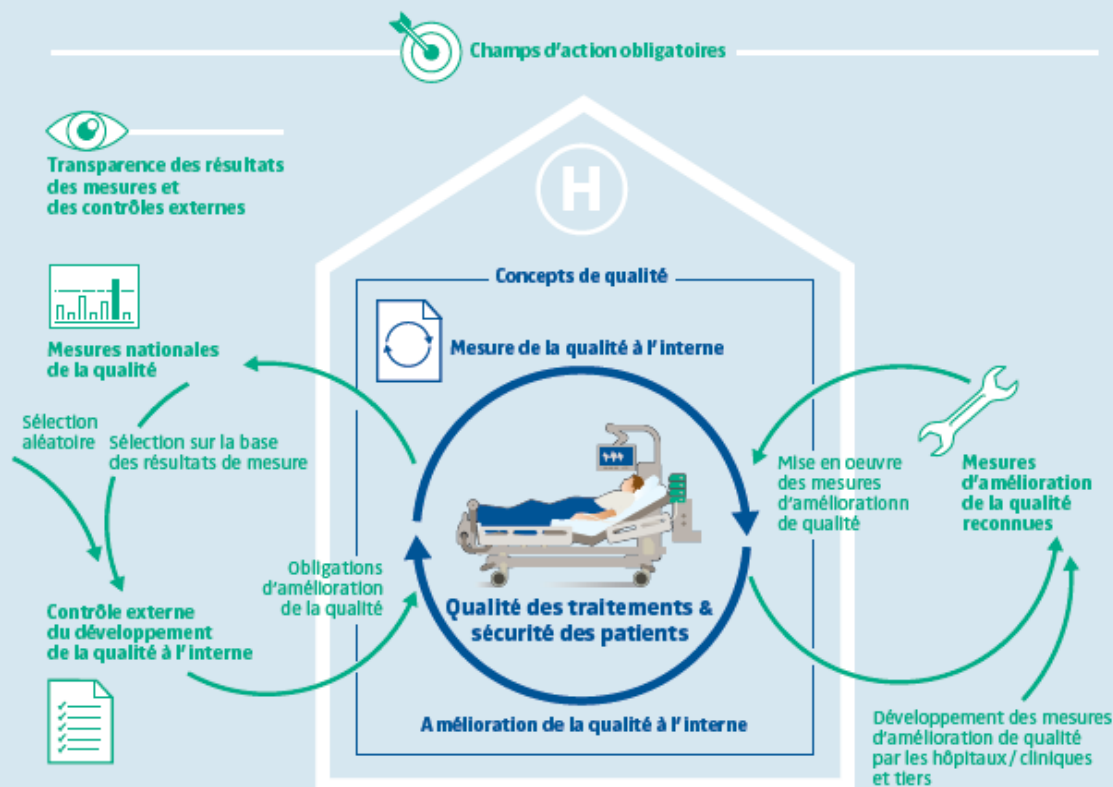 Champs d'action obligatoires
Transparence des résultats
des mesures et
des contrôles externes
H
Concepts de qualité
Mesure de la qualité à l'interne
Mesures nationales
de la qualité
Sélection
aléatoire
Sélection sur la base
des résultats de mesure
Mise en oeuvre
des mesures
d'améliorationn
de qualité
Mesures
d'amélioration
de la qualité
reconnues
Obligations
d'amélioration
de la qualité
Qualité des traitements &
sécurité des patients
Contrôle externe
du développement
de la qualité à l'interne
Amélioration de la qualité à l'interne
Développement des mesures
d'amélioration de qualité
par les hôpitaux / cliniques
et tiers